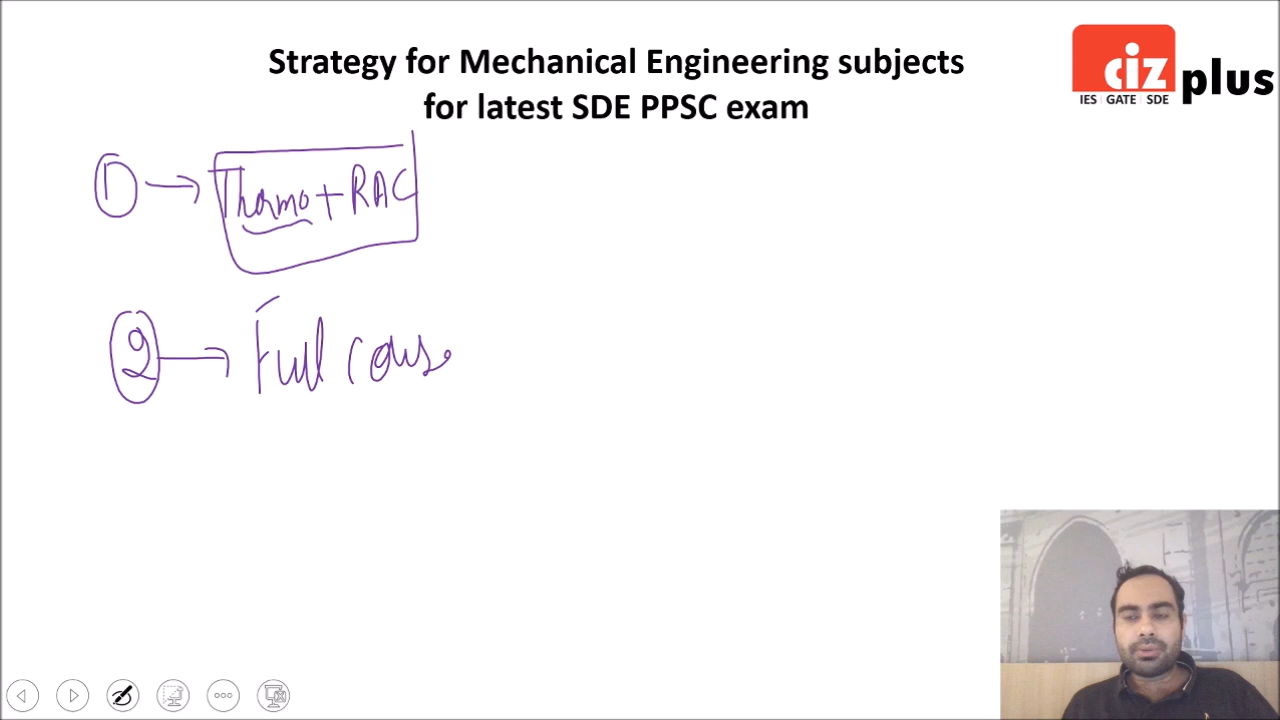 Strategy for Mechanical Engineering subjects
for latest SDE PPSC exam
ciz plus
IES | GATE | SDE
1 → Thermo + RAC
2 → Full cours